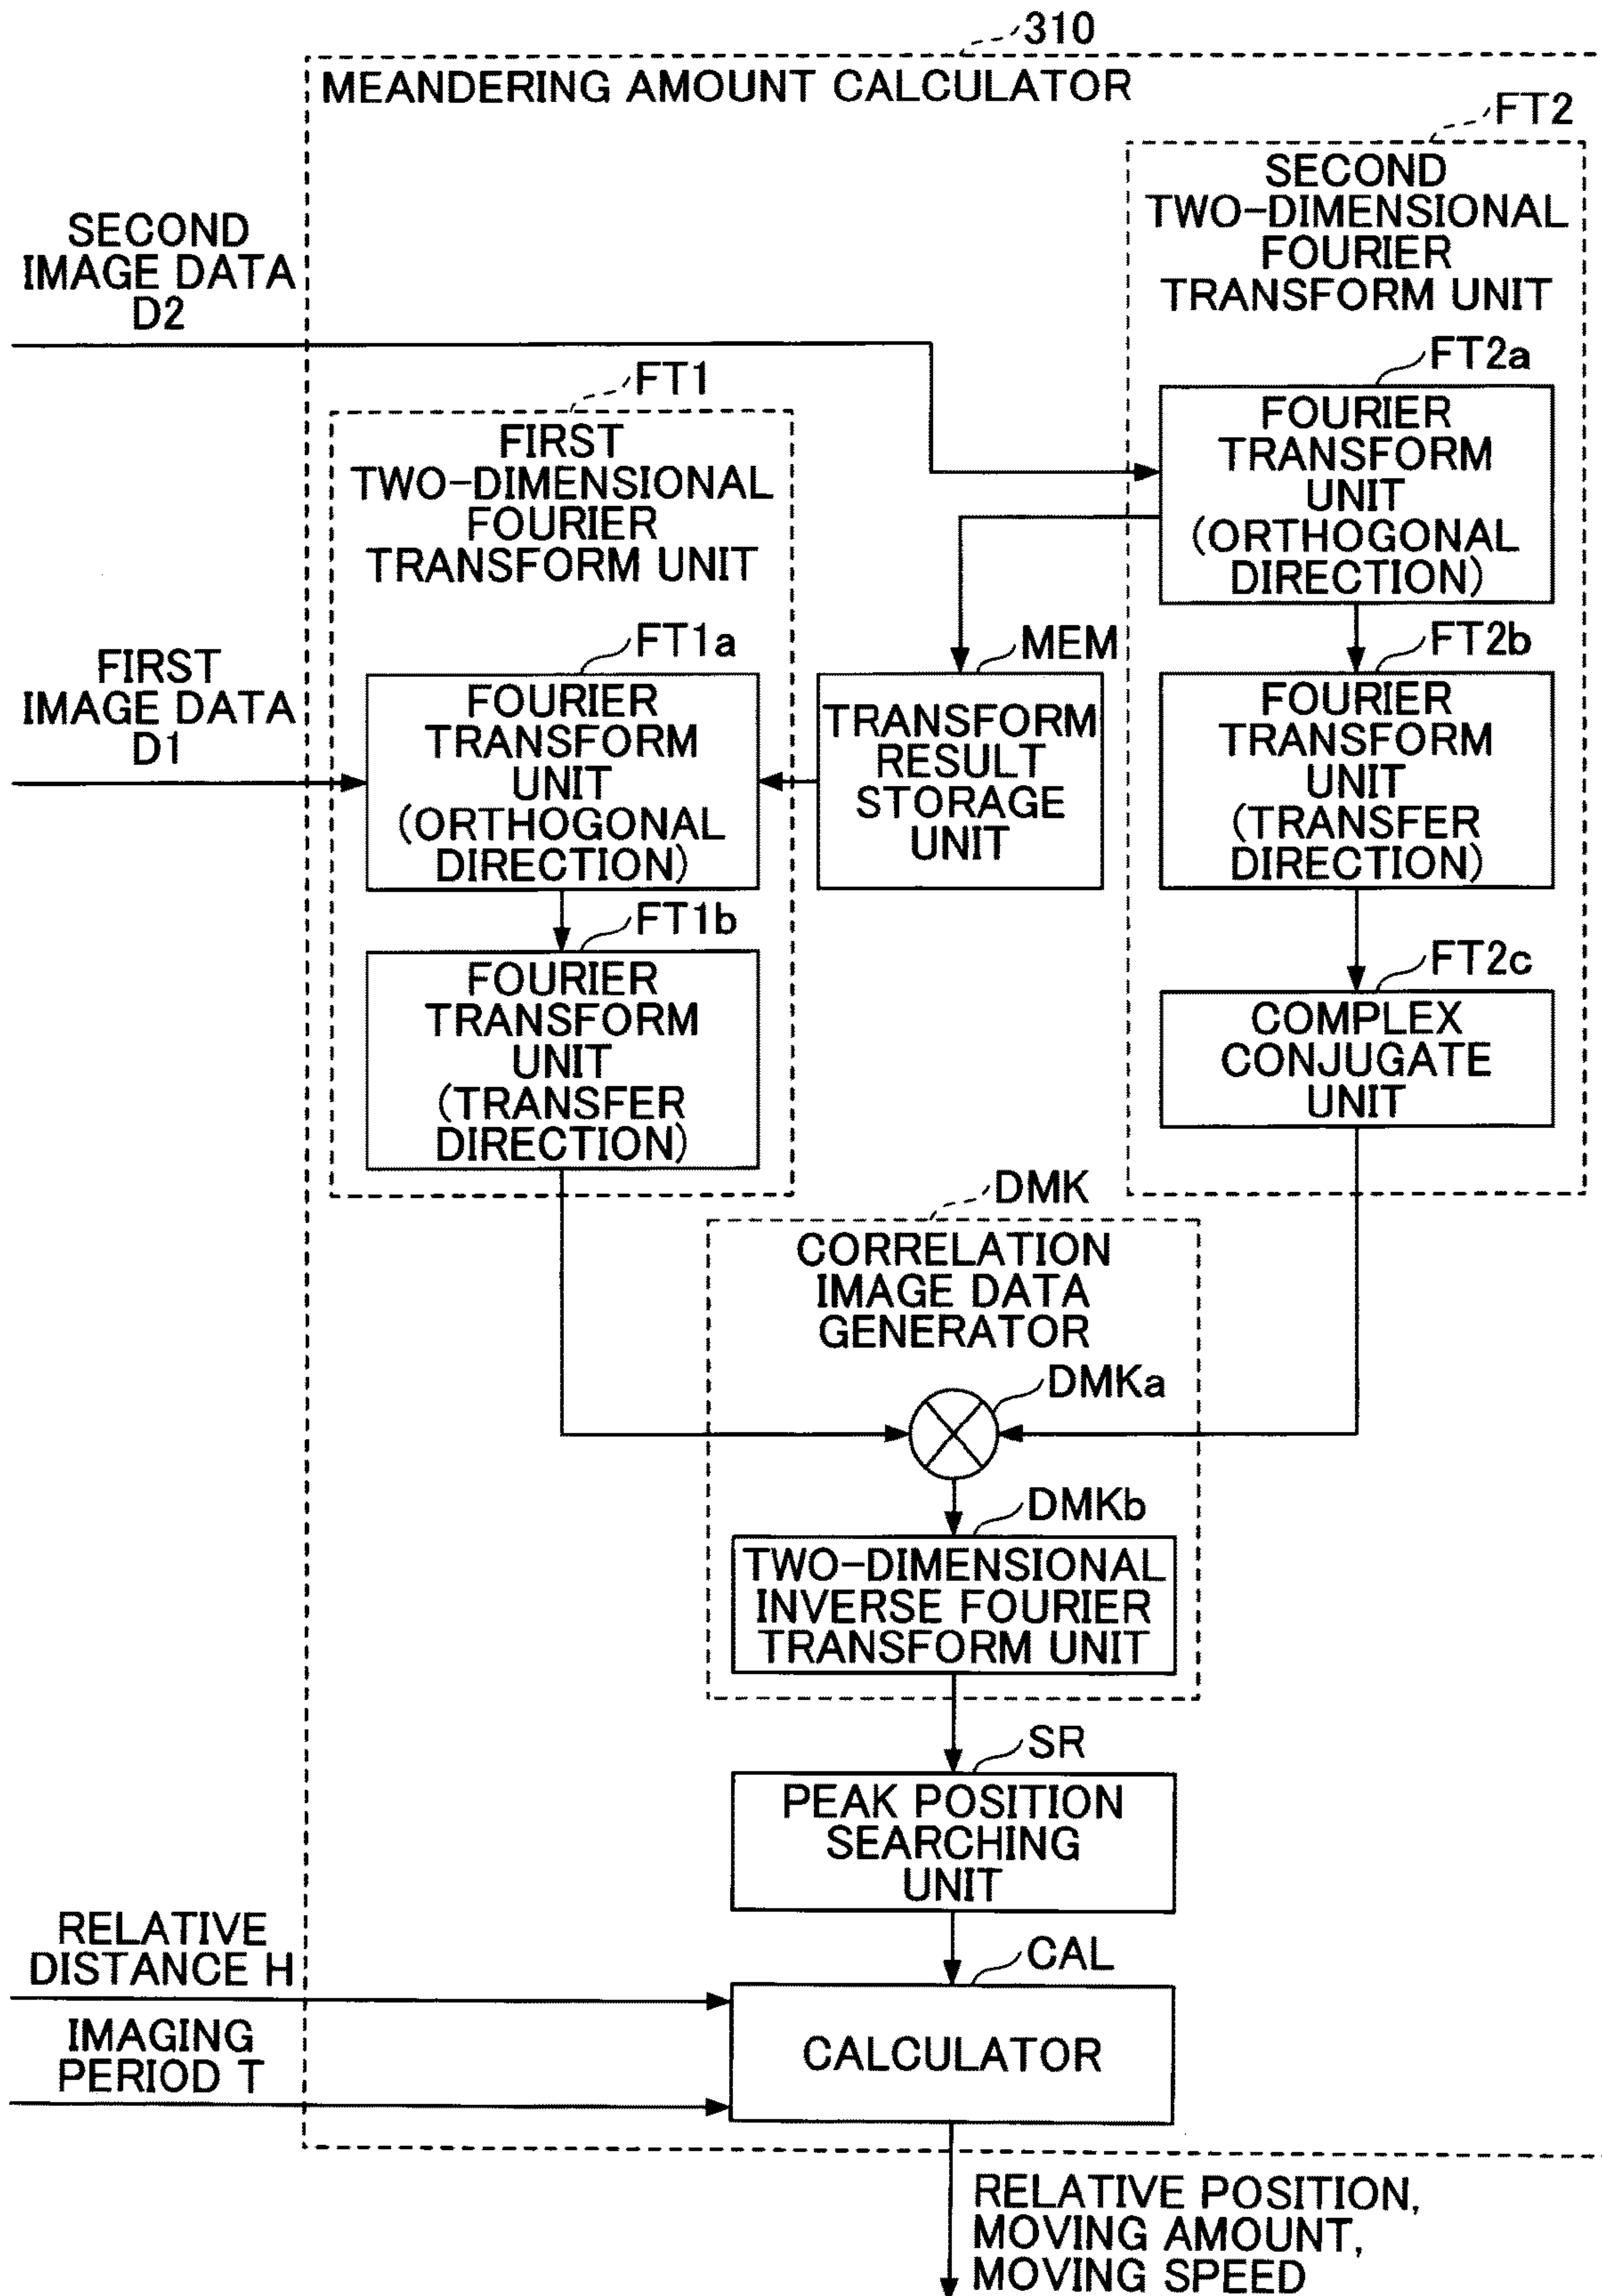 310
MEANDERING AMOUNT CALCULATOR
FT2
SECOND
TWO-DIMENSIONAL
FOURIER
TRANSFORM UNIT
SECOND
IMAGE DATA
D2
FT2a
FOURIER
TRANSFORM
UNIT
(ORTHOGONAL
DIRECTION)
FT1
FIRST
TWO-DIMENSIONAL
FOURIER
TRANSFORM UNIT
FIRST
IMAGE DATA
D1
FT1a
FOURIER
TRANSFORM
UNIT
(ORTHOGONAL
DIRECTION)
MEM
TRANSFORM
RESULT
STORAGE
UNIT
FT2b
FOURIER
TRANSFORM
UNIT
(TRANSFER
DIRECTION)
FT1b
FOURIER
TRANSFORM
UNIT
(TRANSFER
DIRECTION)
FT2c
COMPLEX
CONJUGATE
UNIT
DMK
CORRELATION
IMAGE DATA
GENERATOR
DMKa
DMKb
TWO-DIMENSIONAL
INVERSE FOURIER
TRANSFORM UNIT
SR
PEAK POSITION
SEARCHING
UNIT
RELATIVE
DISTANCE H
IMAGING
PERIOD T
CAL
CALCULATOR
RELATIVE POSITION,
MOVING AMOUNT,
MOVING SPEED